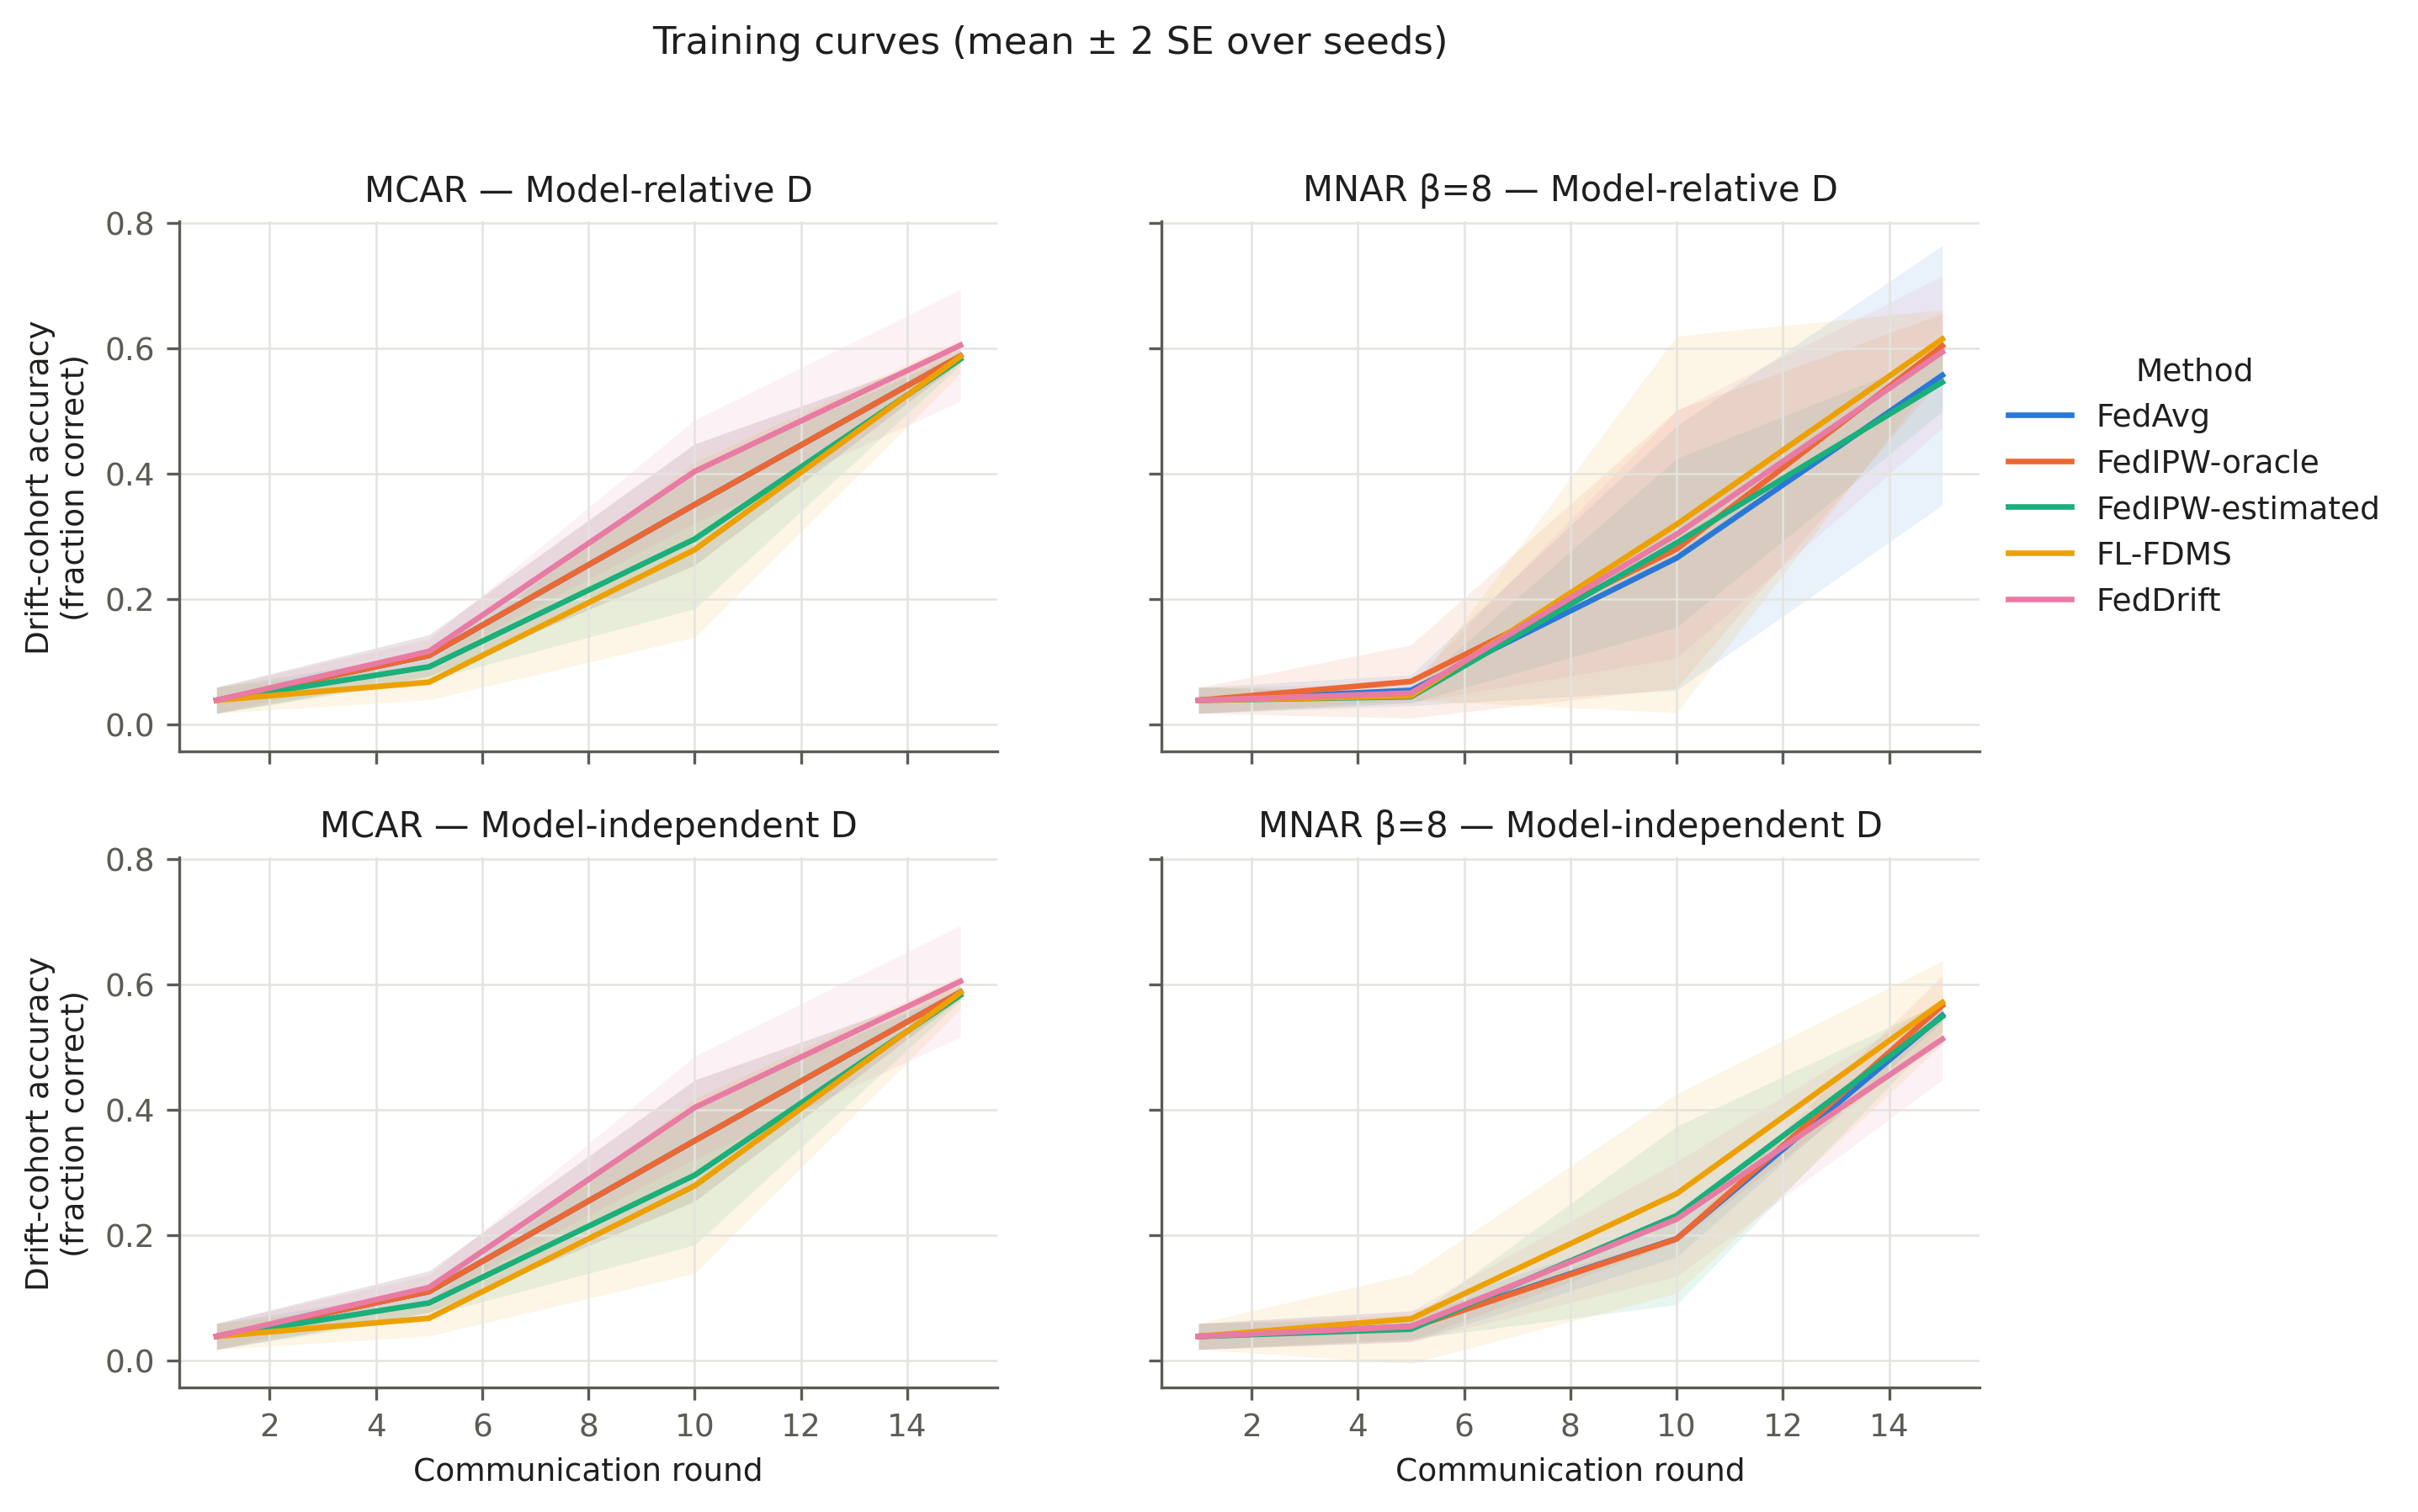 Training curves (mean ± 2 SE over seeds)
MCAR — Model-relative D
MNAR β=8 — Model-relative D
Drift-cohort accuracy
(fraction correct)
0.8
0.6
0.4
0.2
0.0
Method
FedAvg
FedIPW-oracle
FedIPW-estimated
FL-FDMS
FedDrift
MCAR — Model-independent D
MNAR β=8 — Model-independent D
Drift-cohort accuracy
(fraction correct)
0.8
0.6
0.4
0.2
0.0
2 4 6 8 10 12 14
2 4 6 8 10 12 14
Communication round
Communication round